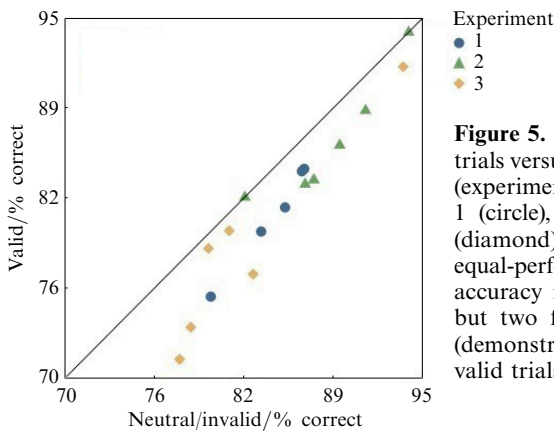 95
89
82
76
70
Valid/% correct
70 76 82 89 95
Neutral/invalid/% correct
Experiment
1
2
3
Figure 5.
trials versu
(experimen
1 (circle),
(diamond)
equal-perf
accuracy
but two f
(demonstr
valid trials